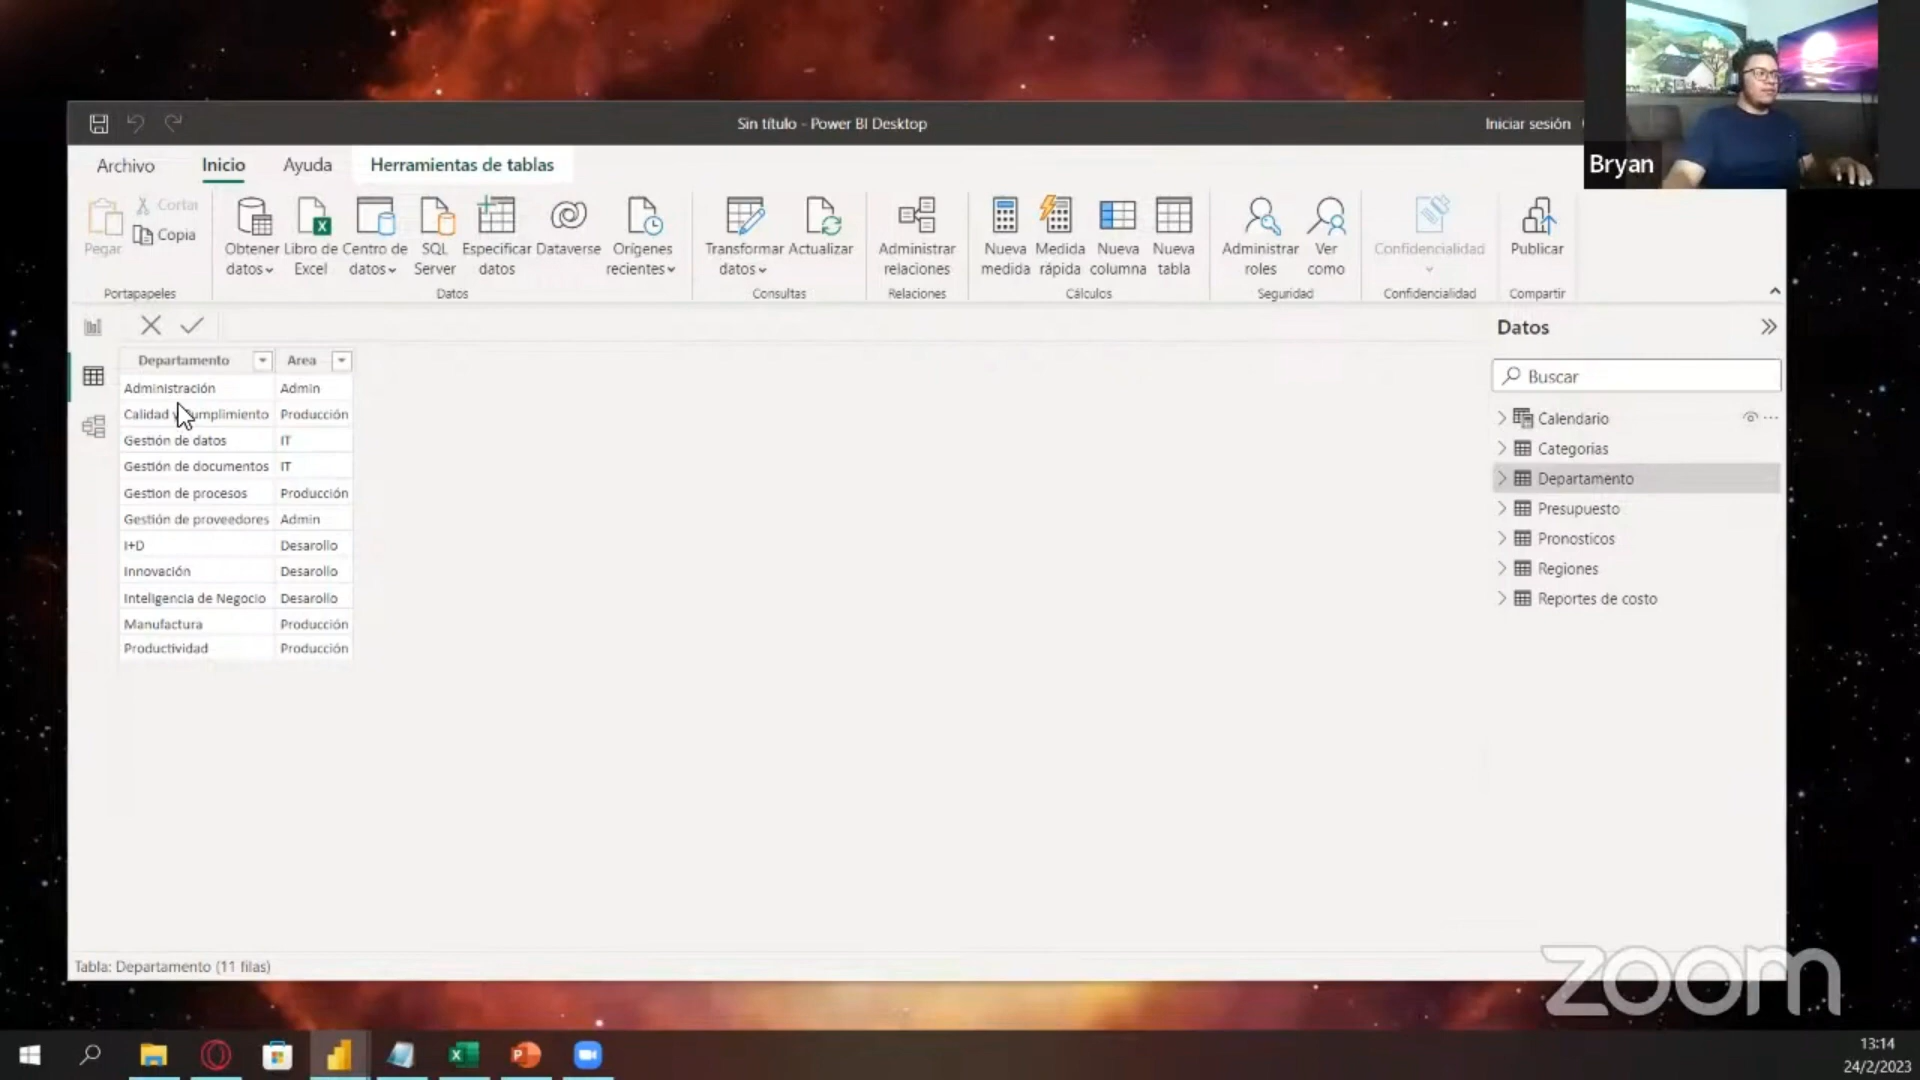 Sin título - Power BI Desktop
Iniciar sesión
Bryan
Archivo
Inicio
Ayuda
Herramientas de tablas
Pegar
Cortar
Copia
Portapapeles
Obtener datos
Libro de Excel
Centro de datos
SQL Server
Especificar datos
Dataverse
Orígenes recientes
Datos
Transformar datos
Actualizar
Consultas
Administrar relaciones
Relaciones
Nueva medida
Medida rápida
Nueva columna
Nueva tabla
Cálculos
Administrar roles
Ver como
Seguridad
Confidencialidad
Confidencialidad
Publicar
Compartir
Departamento Area
Administración Admin
Calidad y Cumplimiento Producción
Gestión de datos IT
Gestión de documentos IT
Gestion de procesos Producción
Gestión de proveedores Admin
I+D Desarollo
Innovación Desarollo
Inteligencia de Negocio Desarollo
Manufactura Producción
Productividad Producción
Datos
Buscar
Calendario
Categorias
Departamento
Presupuesto
Pronosticos
Regiones
Reportes de costo
Tabla: Departamento (11 filas)
zoom
13:14
24/2/2023